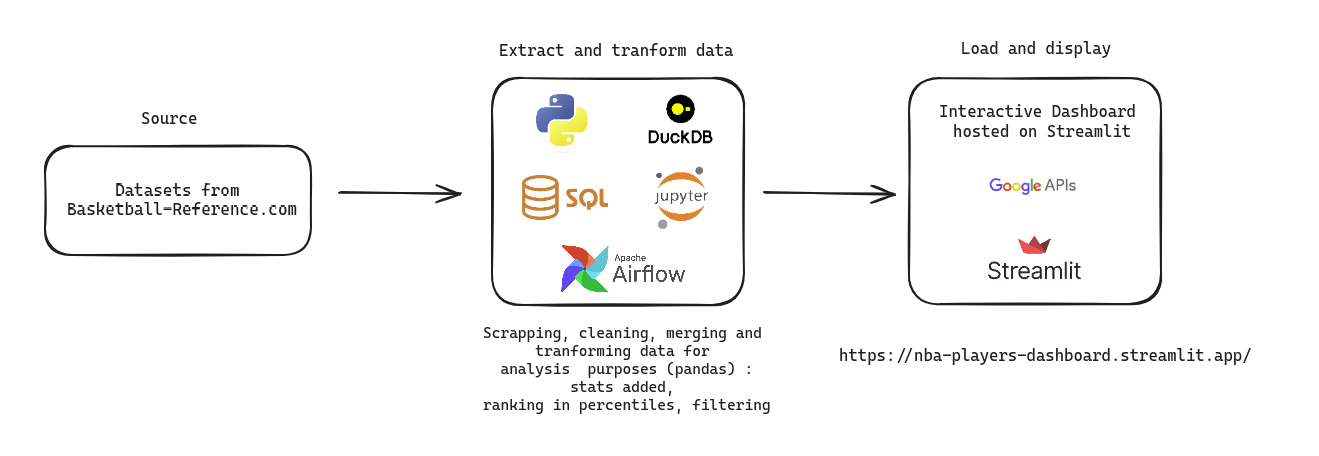 Source
Datasets from
Basketball-Reference.com
Extract and tranform data
DuckDB
SQL
jupyter
Apache
Airflow
Scrapping, cleaning, merging and
tranforming data for
analysis  purposes (pandas) :
stats added,
ranking in percentiles, filtering
Load and display
Interactive Dashboard
hosted on Streamlit
Google APIs
Streamlit
https://nba-players-dashboard.streamlit.app/